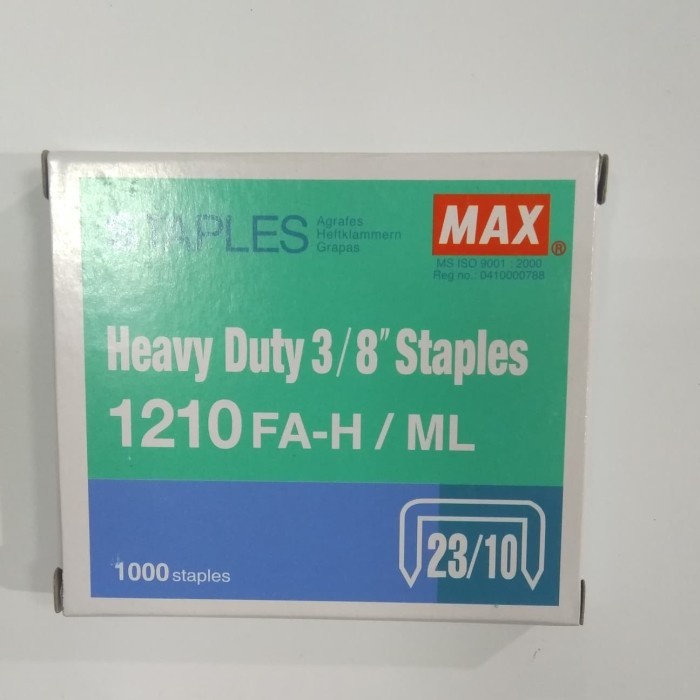 STAPLES
Agrafes
Heftklammern
Grapas
MAX®
MS ISO 9001 : 2000
Reg no.: 0410000788
Heavy Duty 3/8" Staples
1210 FA-H / ML
23/10
1000 staples